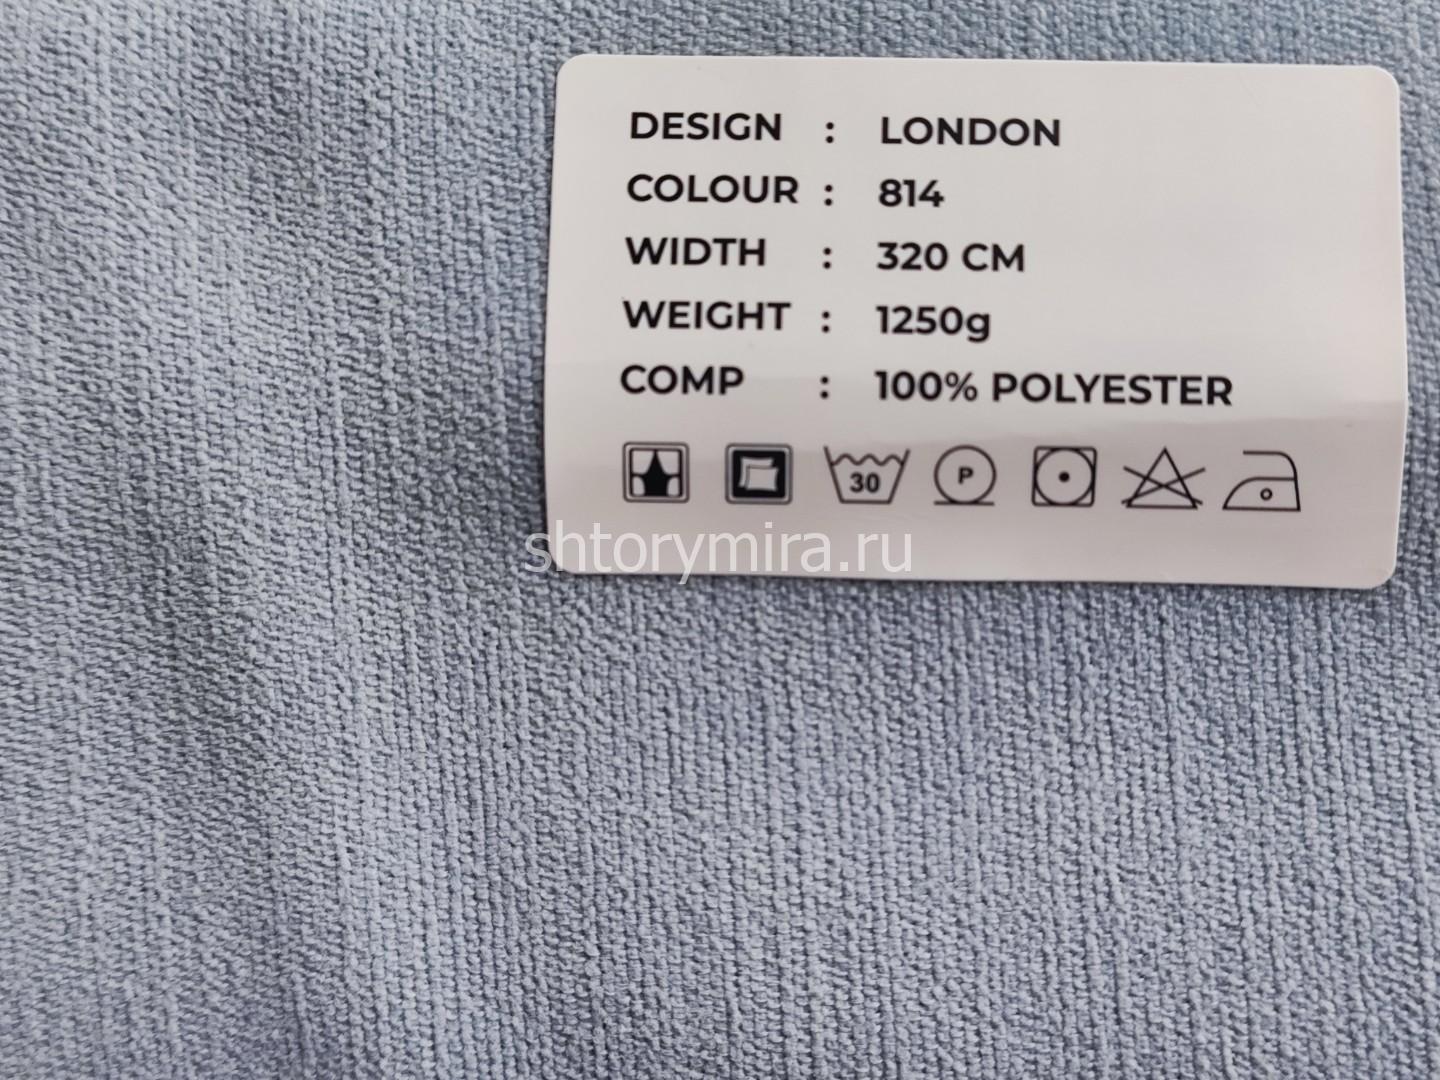 DESIGN : LONDON
COLOUR : 814
WIDTH : 320 CM
WEIGHT : 1250g
COMP : 100% POLYESTER
30 P
shtorymira.ru